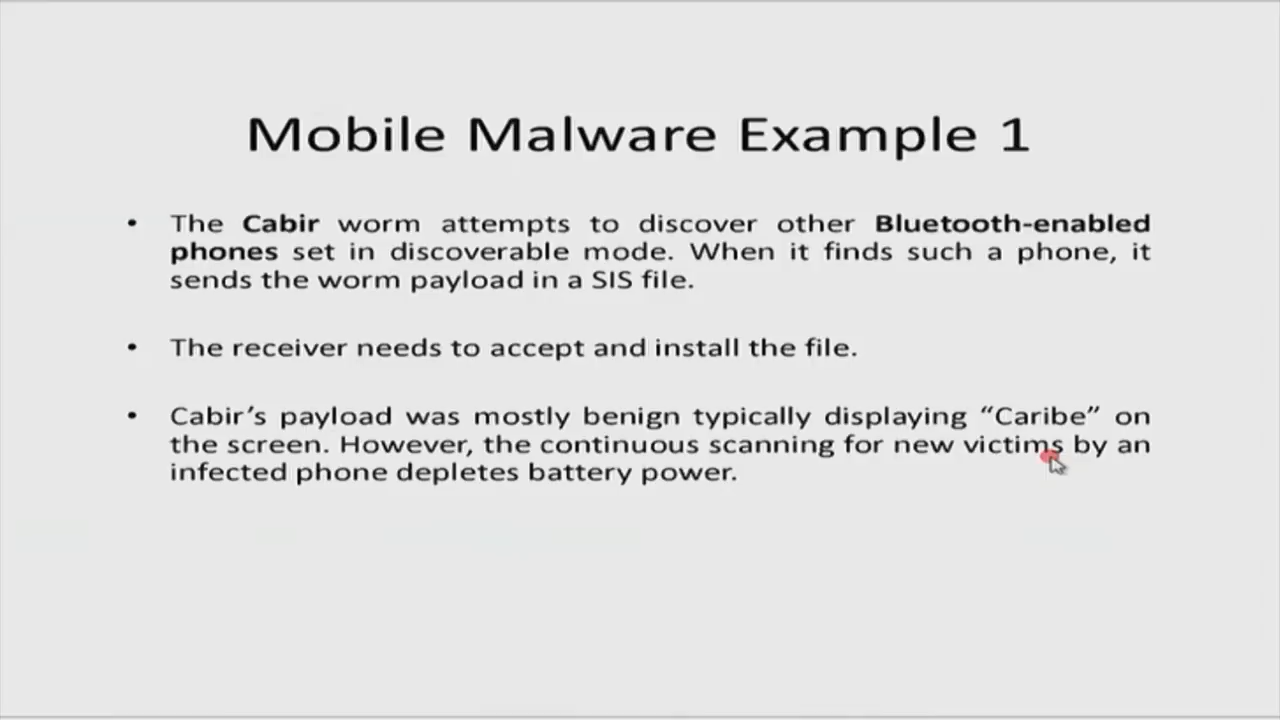 Mobile Malware Example 1
• The Cabir worm attempts to discover other Bluetooth-enabled
phones set in discoverable mode. When it finds such a phone, it
sends the worm payload in a SIS file.
• The receiver needs to accept and install the file.
• Cabir’s payload was mostly benign typically displaying “Caribe” on
the screen. However, the continuous scanning for new victims by an
infected phone depletes battery power.